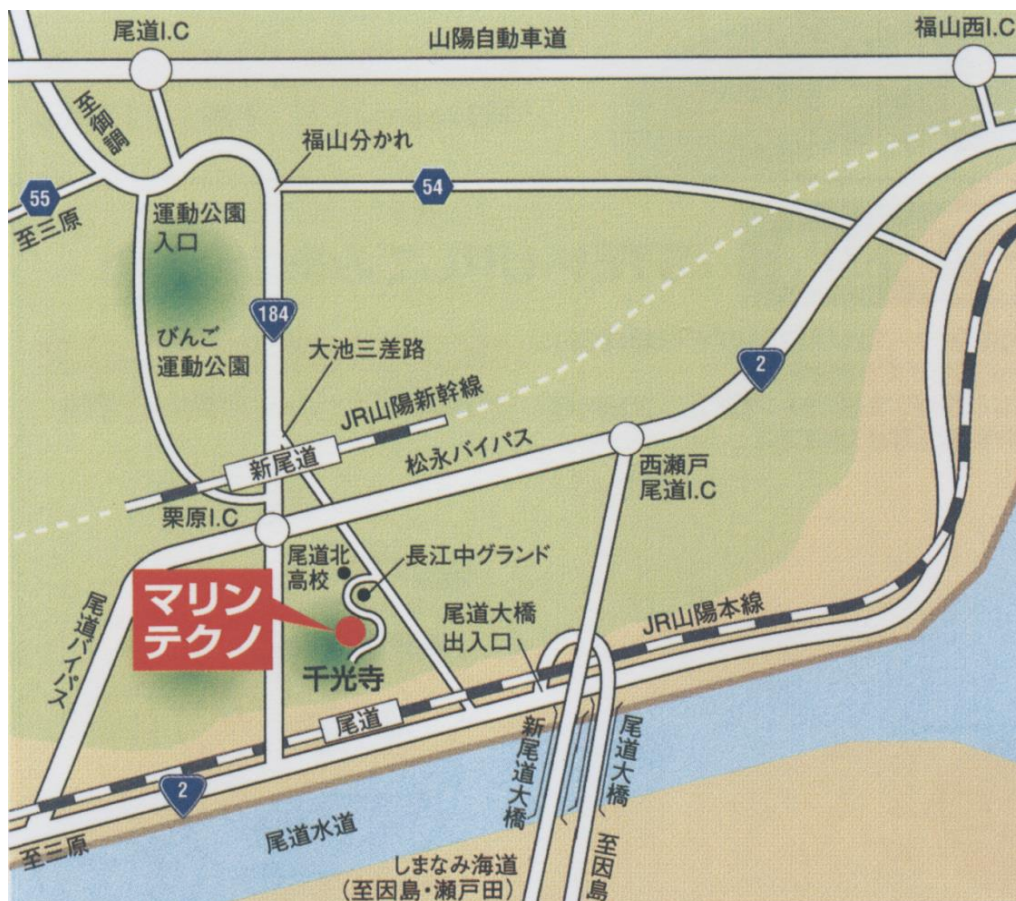 尾道I.C
山陽自動車道
福山西I.C
至御調
福山分かれ
55
54
至三原
運動公園
入口
184
びんご
運動公園
大池三差路
2
JR山陽新幹線
新尾道
松永バイパス
西瀬戸
尾道I.C
栗原I.C
尾道北
高校
長江中グランド
マリン
テクノ
尾道バイパス
尾道大橋
出入口
JR山陽本線
千光寺
尾道
新尾道大橋
尾道大橋
2
尾道水道
至三原
しまなみ海道
(至因島・瀬戸田)
至因島